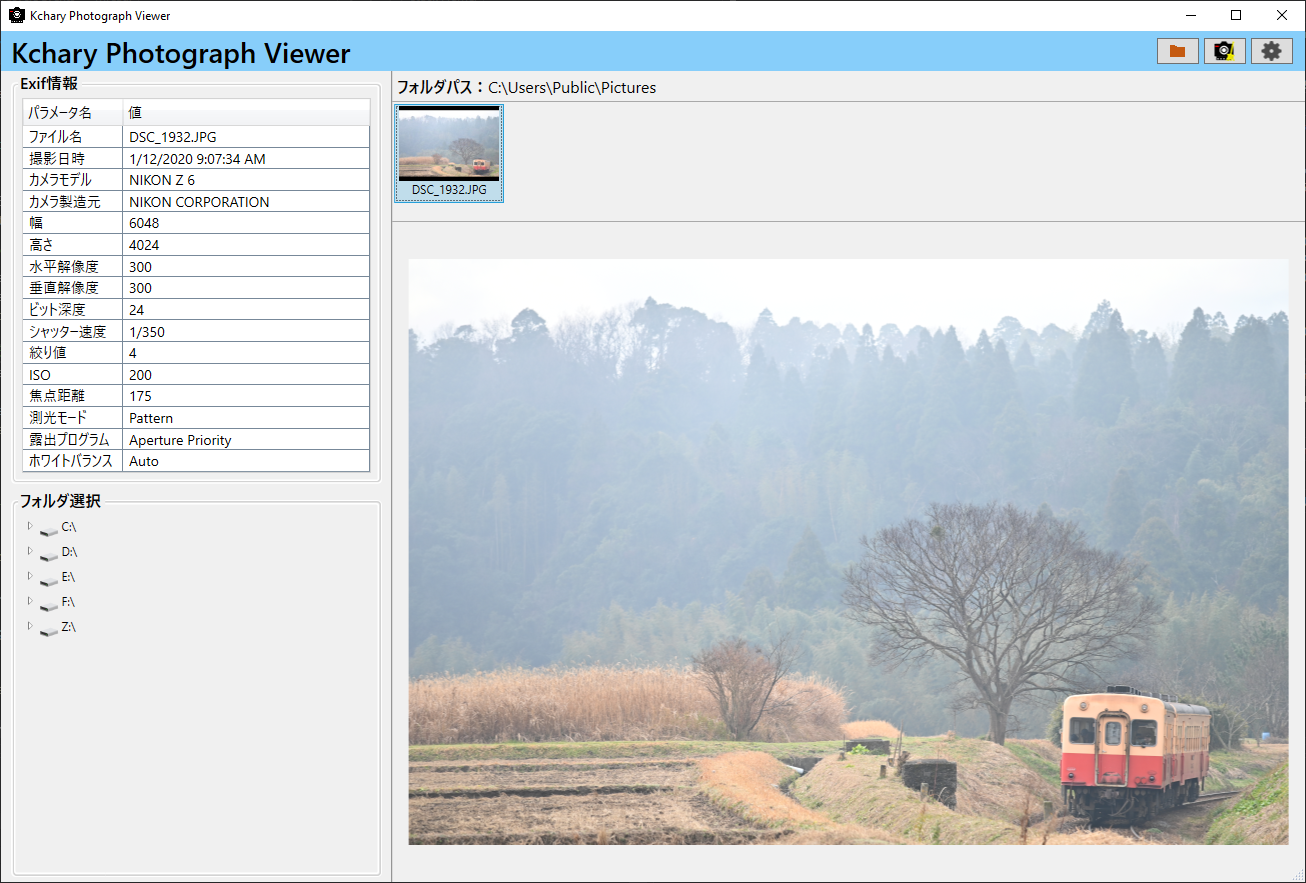 Kchary Photograph Viewer
Kchary Photograph Viewer
Exif情報
パラメータ名 値
ファイル名 DSC_1932.JPG
撮影日時 1/12/2020 9:07:34 AM
カメラモデル NIKON Z 6
カメラ製造元 NIKON CORPORATION
幅 6048
高さ 4024
水平解像度 300
垂直解像度 300
ビット深度 24
シャッター速度 1/350
絞り値 4
ISO 200
焦点距離 175
測光モード Pattern
露出プログラム Aperture Priority
ホワイトバランス Auto
フォルダ選択
C:\
D:\
E:\
F:\
Z:\
フォルダパス：C:\Users\Public\Pictures
DSC_1932.JPG